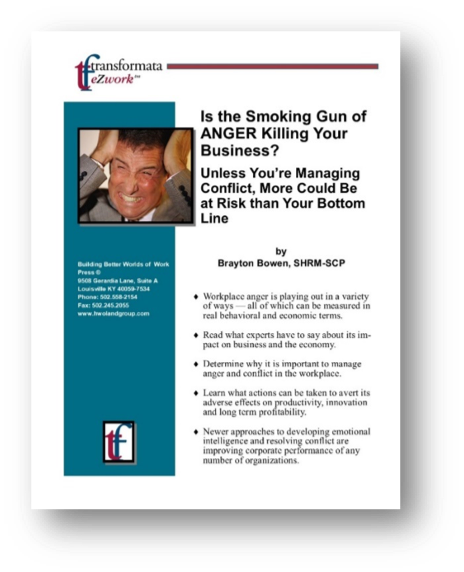 transformata
eZwork™
Is the Smoking Gun of
ANGER Killing Your
Business?
Unless You're Managing
Conflict, More Could Be
at Risk than Your Bottom
Line
by
Brayton Bowen, SHRM-SCP
Building Better Worlds of Work
Press ©
9508 Gerardia Lane, Suite A
Louisville KY 40059-7534
Phone: 502.558-2154
Fax: 502.245.2055
www.hwolandgroup.com
♦ Workplace anger is playing out in a variety
of ways — all of which can be measured in
real behavioral and economic terms.
♦ Read what experts have to say about its im-
pact on business and the economy.
♦ Determine why it is important to manage
anger and conflict in the workplace.
♦ Learn what actions can be taken to avert its
adverse effects on productivity, innovation
and long term profitability.
♦ Newer approaches to developing emotional
intelligence and resolving conflict are
improving corporate performance of any
number of organizations.
tf